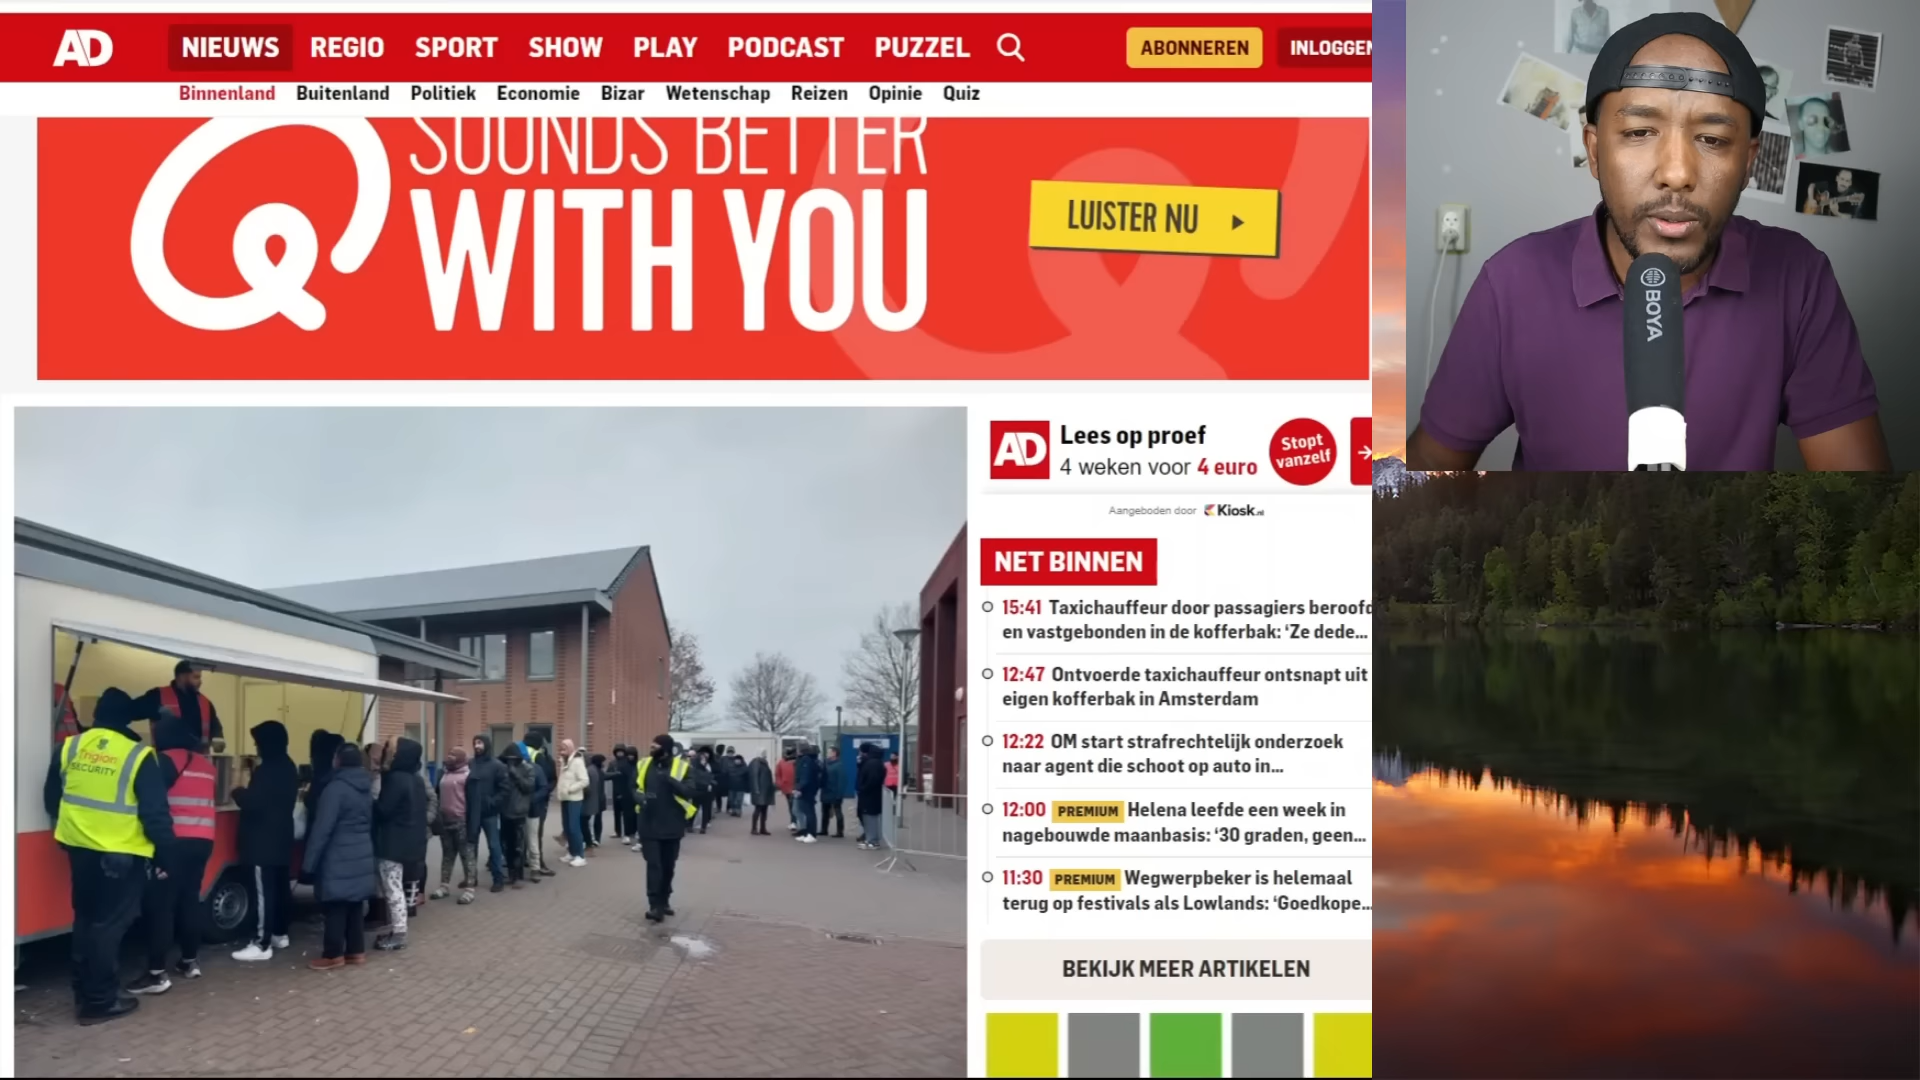 AD
NIEUWS REGIO SPORT SHOW PLAY PODCAST PUZZEL
ABONNEREN
INLOGGEN
Binnenland Buitenland Politiek Economie Bizar Wetenschap Reizen Opinie Quiz
SOUNDS BETTER
WITH YOU
LUISTER NU
BOYA
AD
Lees op proef
4 weken voor 4 euro
Stopt
vanzelf
Aangeboden door Kiosk.nl
NET BINNEN
15:41 Taxichauffeur door passagiers beroofd
en vastgebonden in de kofferbak: ‘Ze dede...
12:47 Ontvoerde taxichauffeur ontsnapt uit
eigen kofferbak in Amsterdam
12:22 OM start strafrechtelijk onderzoek
naar agent die schoot op auto in...
12:00 PREMIUM Helena leefde een week in
nagebouwde maanbasis: ‘30 graden, geen...
11:30 PREMIUM Wegwerpbeker is helemaal
terug op festivals als Lowlands: ‘Goedkope...
BEKIJK MEER ARTIKELEN
Trigion
SECURITY